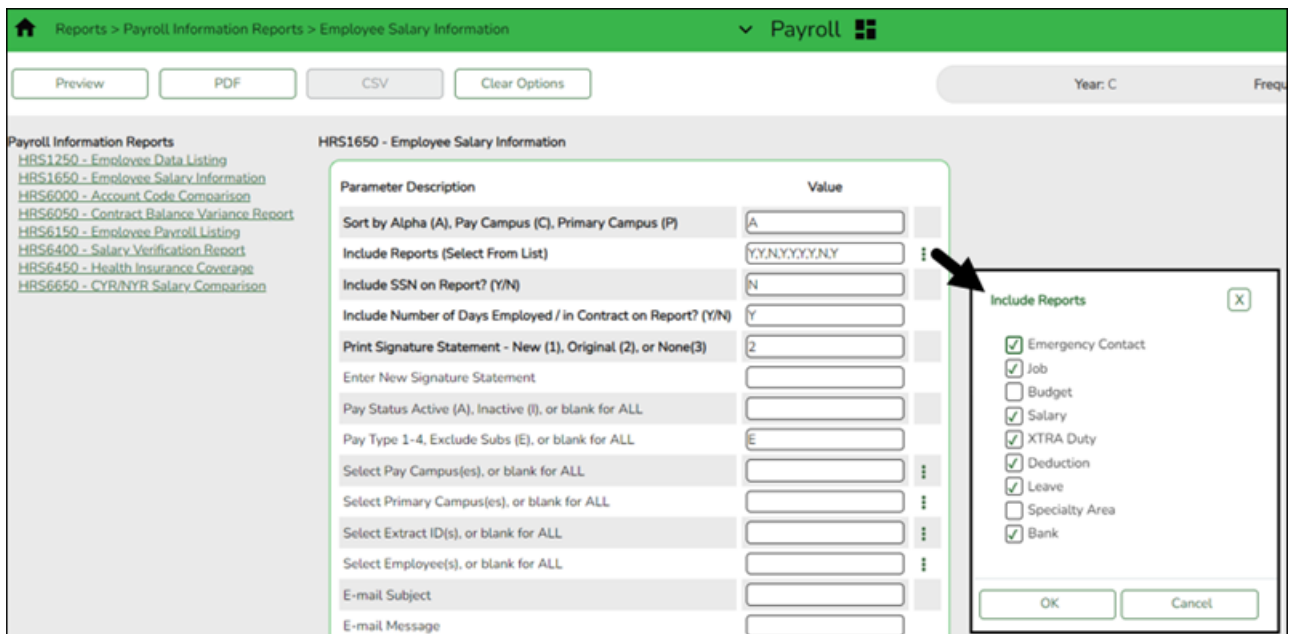 Reports > Payroll Information Reports > Employee Salary Information
Payroll
Preview
PDF
CSV
Clear Options
Year: C
Frequ
Payroll Information Reports
HRS1250 - Employee Data Listing
HRS1650 - Employee Salary Information
HRS6000 - Account Code Comparison
HRS6050 - Contract Balance Variance Report
HRS6150 - Employee Payroll Listing
HRS6400 - Salary Verification Report
HRS6450 - Health Insurance Coverage
HRS6650 - CYR/NYR Salary Comparison
HRS1650 - Employee Salary Information
Parameter Description Value
Sort by Alpha (A), Pay Campus (C), Primary Campus (P) A
Include Reports (Select From List) Y,Y,N,Y,Y,Y,Y,N,Y
Include SSN on Report? (Y/N) N
Include Number of Days Employed / in Contract on Report? (Y/N) Y
Print Signature Statement - New (1), Original (2), or None(3) 2
Enter New Signature Statement
Pay Status Active (A), Inactive (I), or blank for ALL
Pay Type 1-4, Exclude Subs (E), or blank for ALL E
Select Pay Campus(es), or blank for ALL
Select Primary Campus(es), or blank for ALL
Select Extract ID(s), or blank for ALL
Select Employee(s), or blank for ALL
E-mail Subject
E-mail Message
Include Reports X
Emergency Contact
Job
Budget
Salary
XTRA Duty
Deduction
Leave
Specialty Area
Bank
OK
Cancel